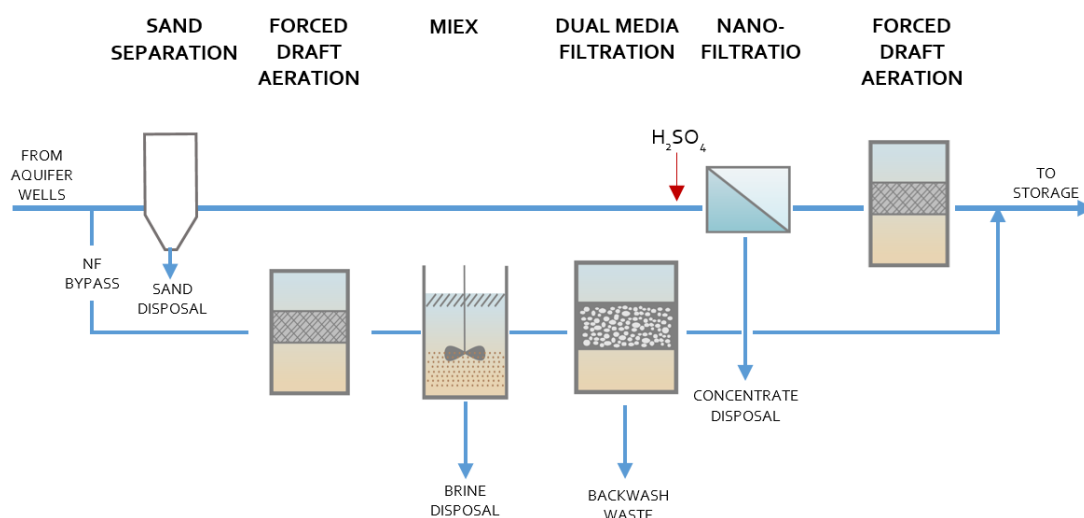 SAND
SEPARATION
FORCED
DRAFT
AERATION
MIEX
DUAL MEDIA
FILTRATION
NANO-
FILTRATIO
FORCED
DRAFT
AERATION
H₂SO₄
FROM
AQUIFER
WELLS
TO
STORAGE
NF
BYPASS
SAND
DISPOSAL
CONCENTRATE
DISPOSAL
BRINE
DISPOSAL
BACKWASH
WASTE